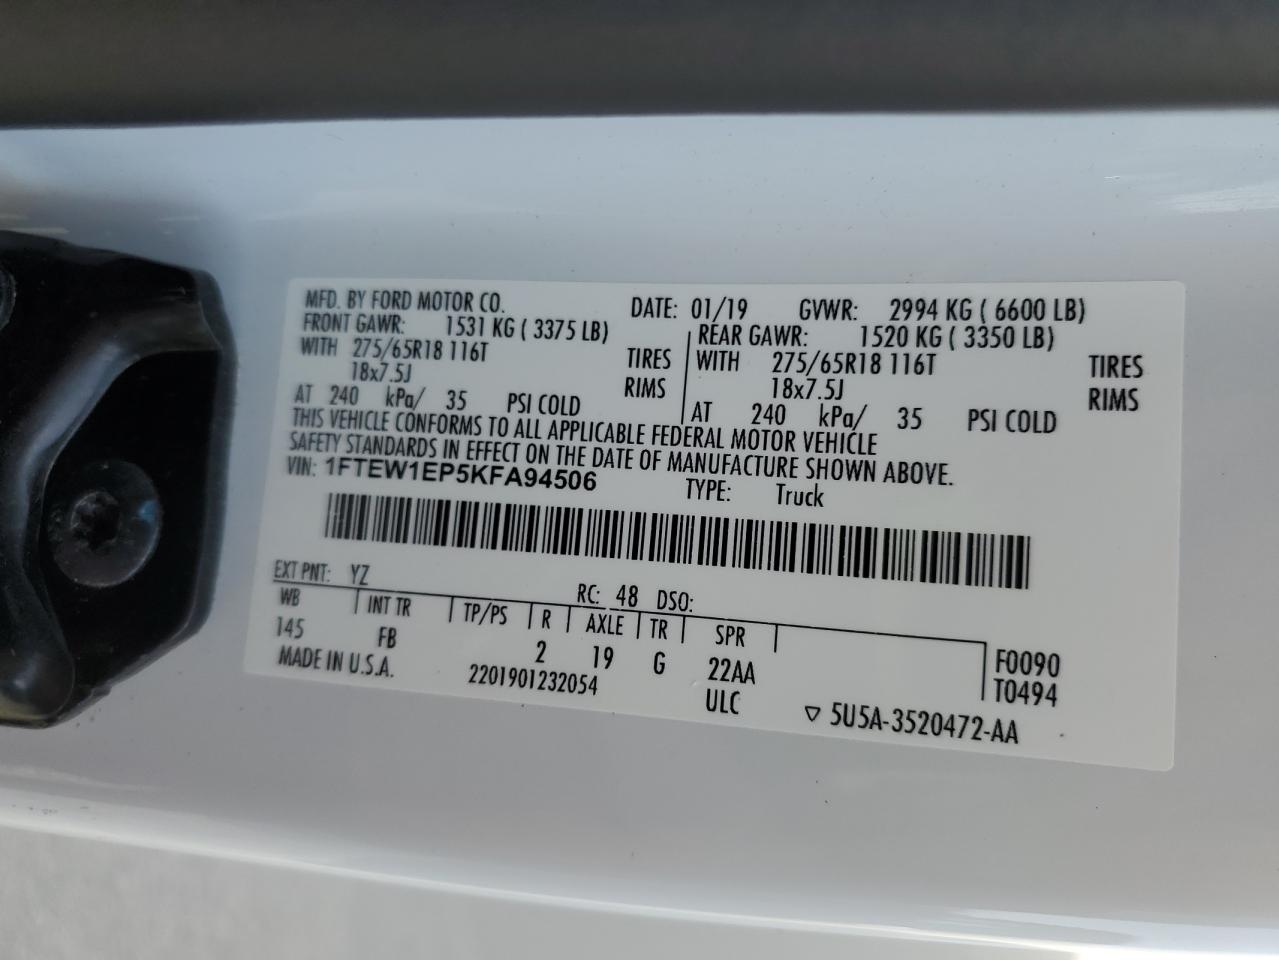 MFD. BY FORD MOTOR CO. DATE: 01/19 GVWR: 2994 KG ( 6600 LB)
FRONT GAWR: 1531 KG ( 3375 LB) REAR GAWR: 1520 KG ( 3350 LB)
WITH 275/65R18 116T TIRES WITH 275/65R18 116T TIRES
18x7.5J RIMS 18x7.5J RIMS
AT 240 kPa/ 35 PSI COLD AT 240 kPa/ 35 PSI COLD
THIS VEHICLE CONFORMS TO ALL APPLICABLE FEDERAL MOTOR VEHICLE
SAFETY STANDARDS IN EFFECT ON THE DATE OF MANUFACTURE SHOWN ABOVE.
VIN: 1FTEW1EP5KFA94506 TYPE: Truck
EXT PNT: YZ RC: 48 DSO:
WB INT TR TP/PS R AXLE TR SPR
145 FB 2 19 G 22AA F0090
MADE IN U.S.A. 2201901232054 ULC T0494
▽ 5U5A-3520472-AA